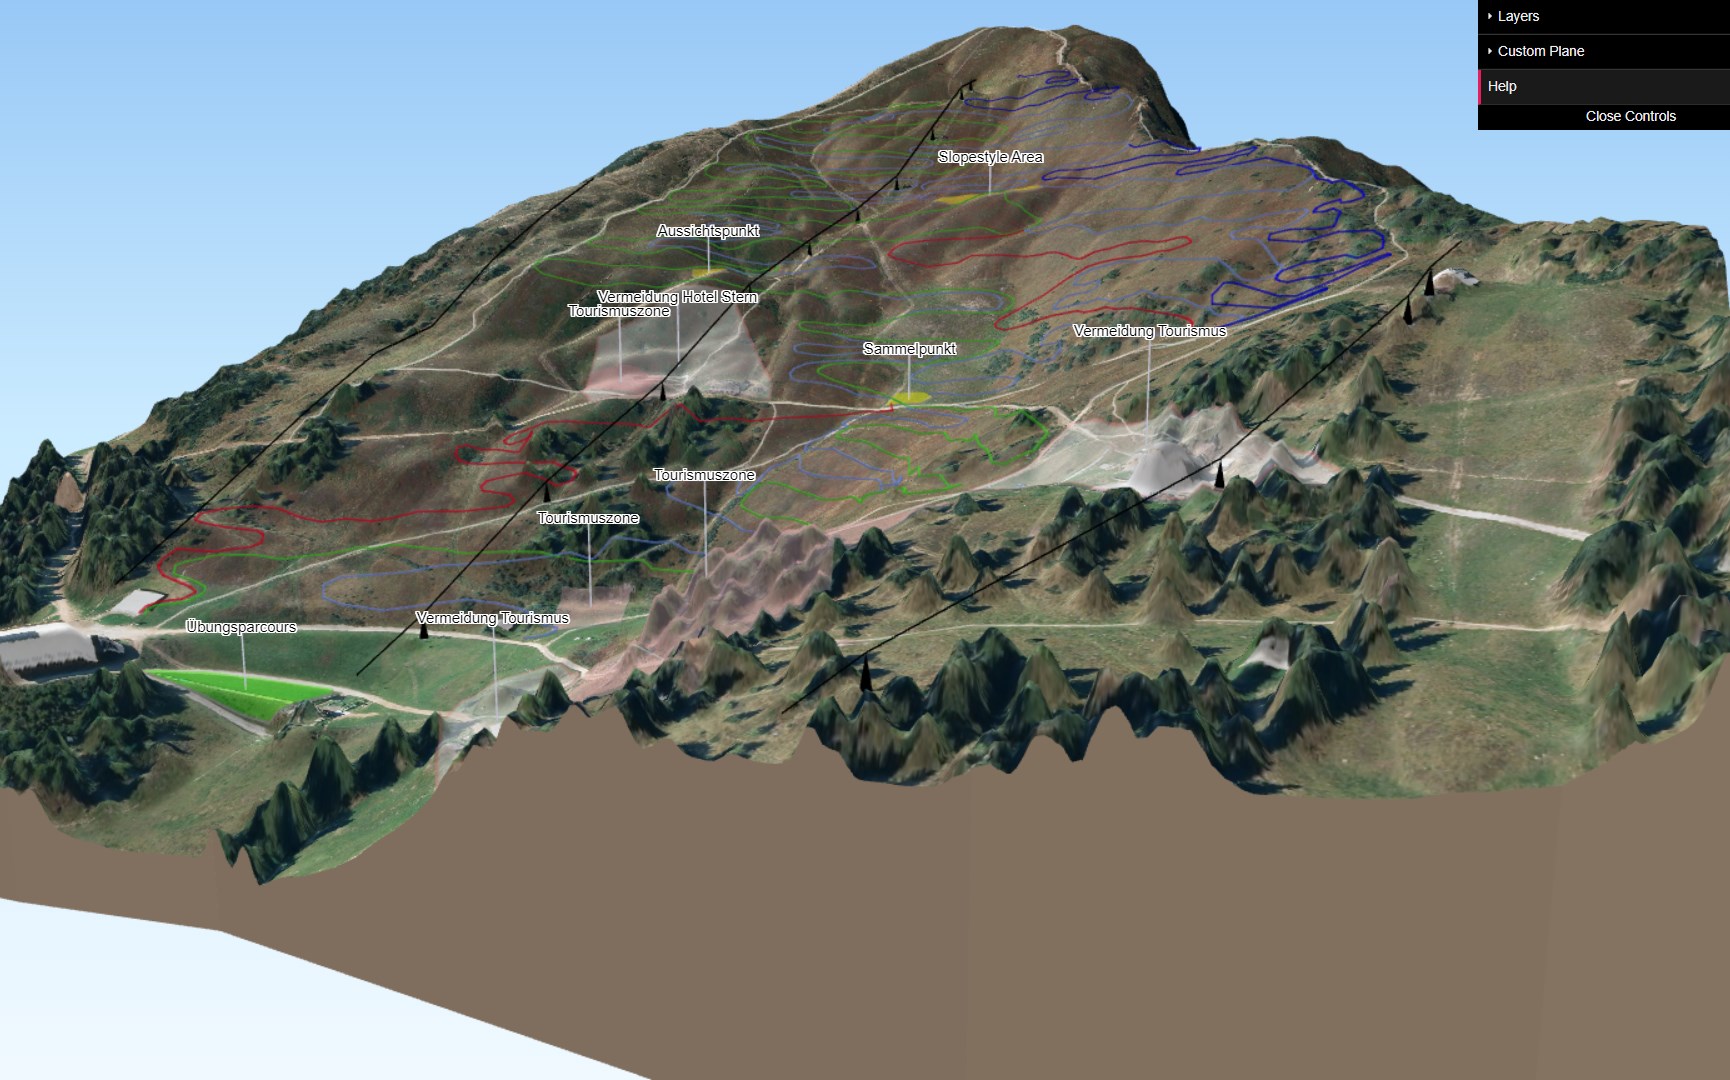 Layers
Custom Plane
Help
Close Controls
Slopestyle Area
Aussichtspunkt
Vermeidung Hotel Stern
Tourismuszone
Vermeidung Tourismus
Sammelpunkt
Tourismuszone
Tourismuszone
Vermeidung Tourismus
Übungsparcours